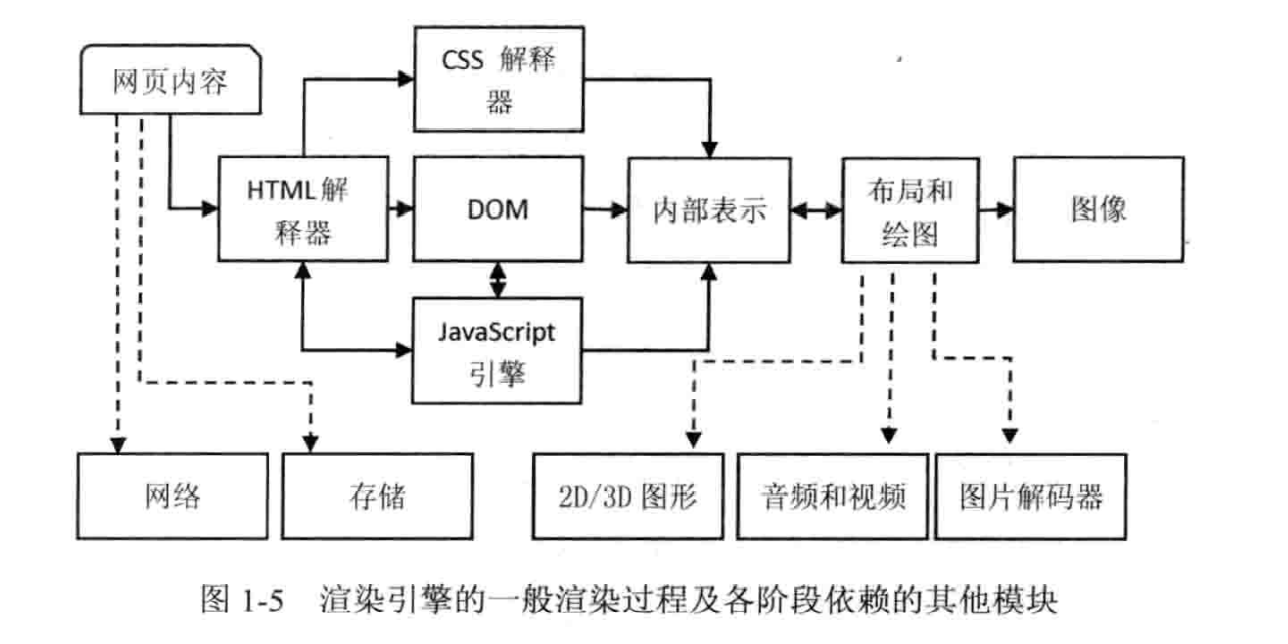 网页内容
CSS 解释
器
HTML解
释器
DOM
内部表示
布局和
绘图
图像
JavaScript
引擎
网络
存储
2D/3D 图形
音频和视频
图片解码器
图 1-5 渲染引擎的一般渲染过程及各阶段依赖的其他模块